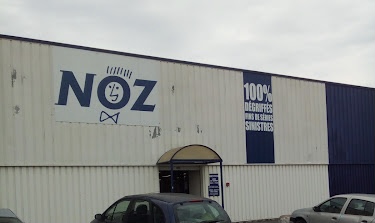 NOZ
100%
DÉGRIFFÉS
FINS DE SÉRIES
SINISTRES